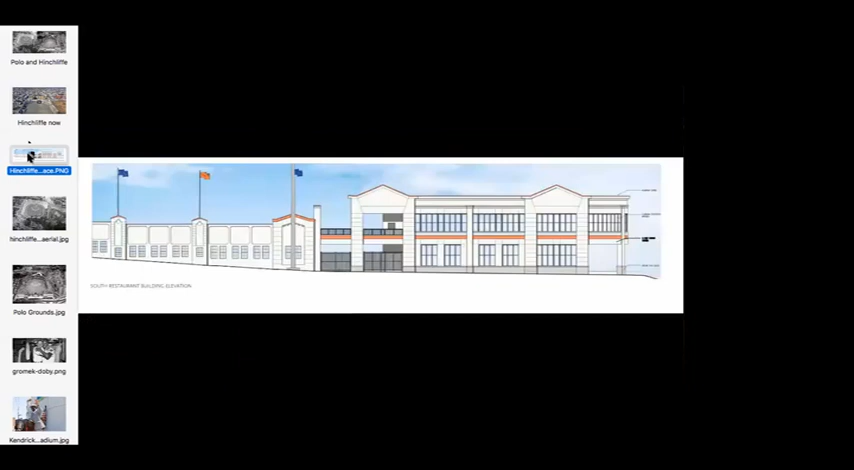 Polo and Hinchliffe
Hinchliffe now
Hinchliffe...ace.PNG
hinchliffe...aerial.jpg
Polo Grounds.jpg
gromek-doby.png
Kendrick...adium.jpg
SOUTH RESTAURANT BUILDING ELEVATION